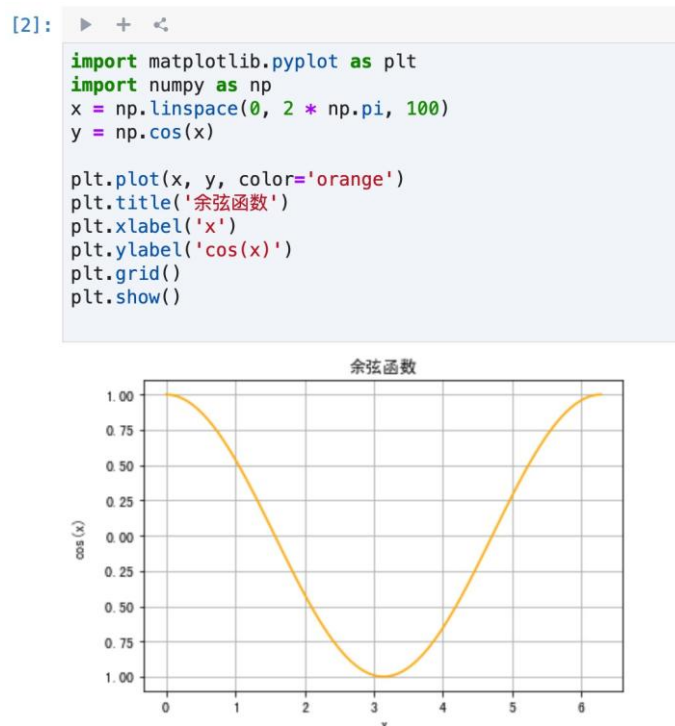 [2]:
import matplotlib.pyplot as plt
import numpy as np
x = np.linspace(0, 2 * np.pi, 100)
y = np.cos(x)
plt.plot(x, y, color='orange')
plt.title('余弦函数')
plt.xlabel('x')
plt.ylabel('cos(x)')
plt.grid()
plt.show()
余弦函数
1.00
0.75
0.50
0.25
0.00
0.25
0.50
0.75
1.00
cos(x)
0 1 2 3 4 5 6
x